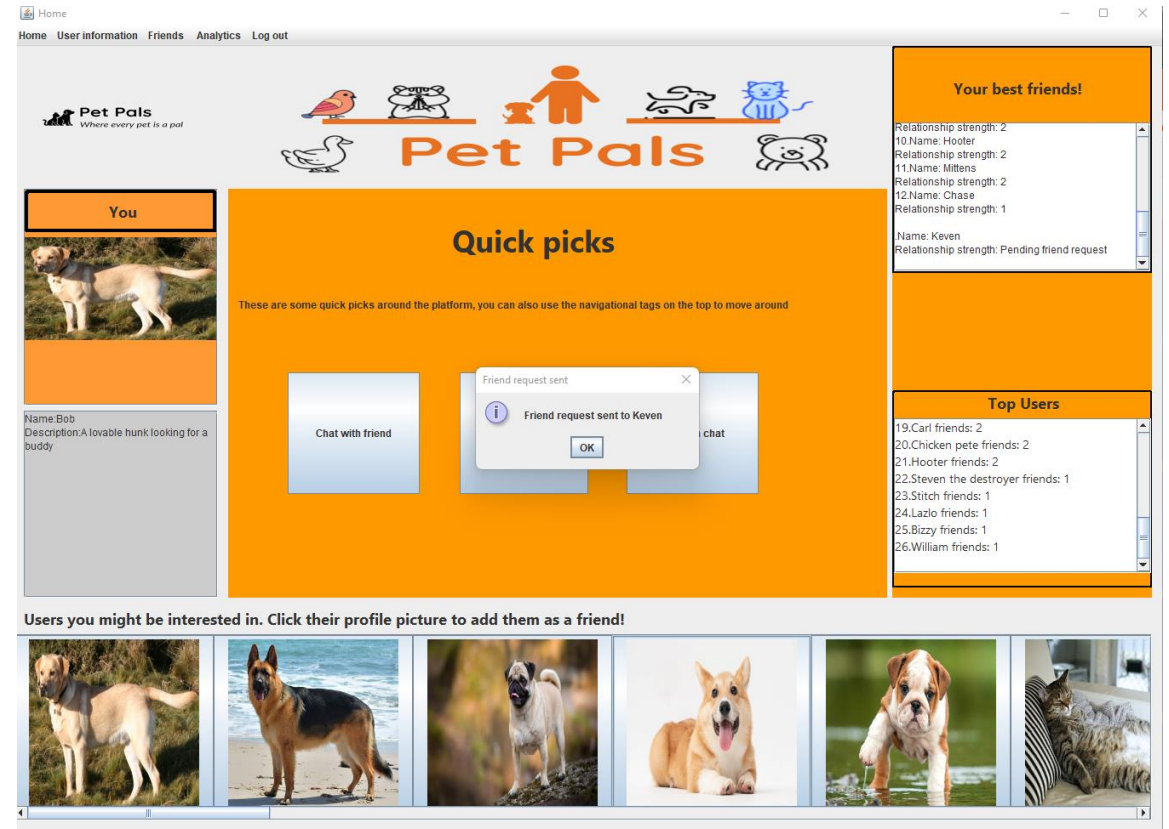 Home
Home User information Friends Analytics Log out
Pet Pals
Where every pet is a pal
Pet Pals
Your best friends!
Relationship strength: 2
10.Name: Hooter
Relationship strength: 2
11.Name: Mittens
Relationship strength: 2
12.Name: Chase
Relationship strength: 1
.Name: Keven
Relationship strength: Pending friend request
You
Name:Bob
Description:A lovable hunk looking for a
buddy
Quick picks
These are some quick picks around the platform, you can also use the navigational tags on the top to move around
Chat with friend
chat
Friend request sent
Friend request sent to Keven
OK
Top Users
19.Carl friends: 2
20.Chicken pete friends: 2
21.Hooter friends: 2
22.Steven the destroyer friends: 1
23.Stitch friends: 1
24.Lazlo friends: 1
25.Bizzy friends: 1
26.William friends: 1
Users you might be interested in. Click their profile picture to add them as a friend!